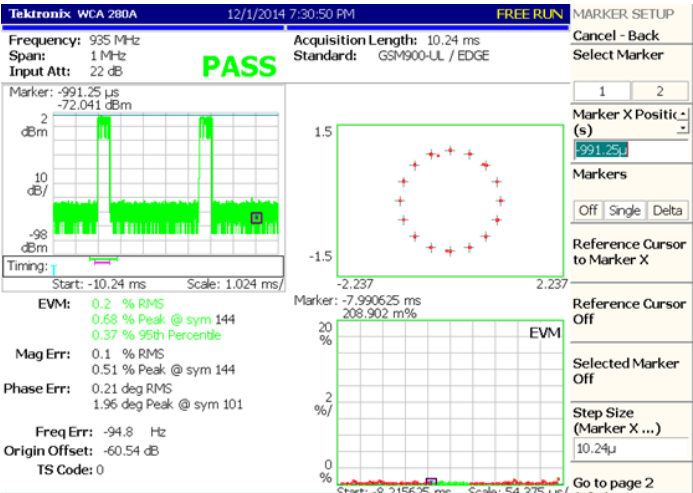 Tektronix WCA 280A 12/1/2014 7:30:50 PM FREE RUN
Frequency: 935 MHz
Span: 1 MHz
Input Att: 22 dB
PASS
Acquisition Length: 10.24 ms
Standard: GSM900-UL / EDGE
Marker: -991.25 µs
-72.041 dBm
2
dBm
10
dB/
-98
dBm
Timing:
Start: -10.24 ms Scale: 1.024 ms/
1.5
-1.5
-2.237 2.237
EVM: 0.2 % RMS
0.68 % Peak @ sym 144
0.37 % 95th Percentile
Mag Err: 0.1 % RMS
0.51 % Peak @ sym 144
Phase Err: 0.21 deg RMS
1.96 deg Peak @ sym 101
Freq Err: -94.8 Hz
Origin Offset: -60.54 dB
TS Code: 0
Marker: -7.990625 ms
208.902 m%
20
%
EVM
2
%/
0
%
Start: -8.215625 ms Scale: 54.375 µs/
MARKER SETUP
Cancel - Back
Select Marker
1 2
Marker X Positic
(s)
-991.25µ
Markers
Off Single Delta
Reference Cursor
to Marker X
Reference Cursor
Off
Selected Marker
Off
Step Size
(Marker X ...)
10.24µ
Go to page 2